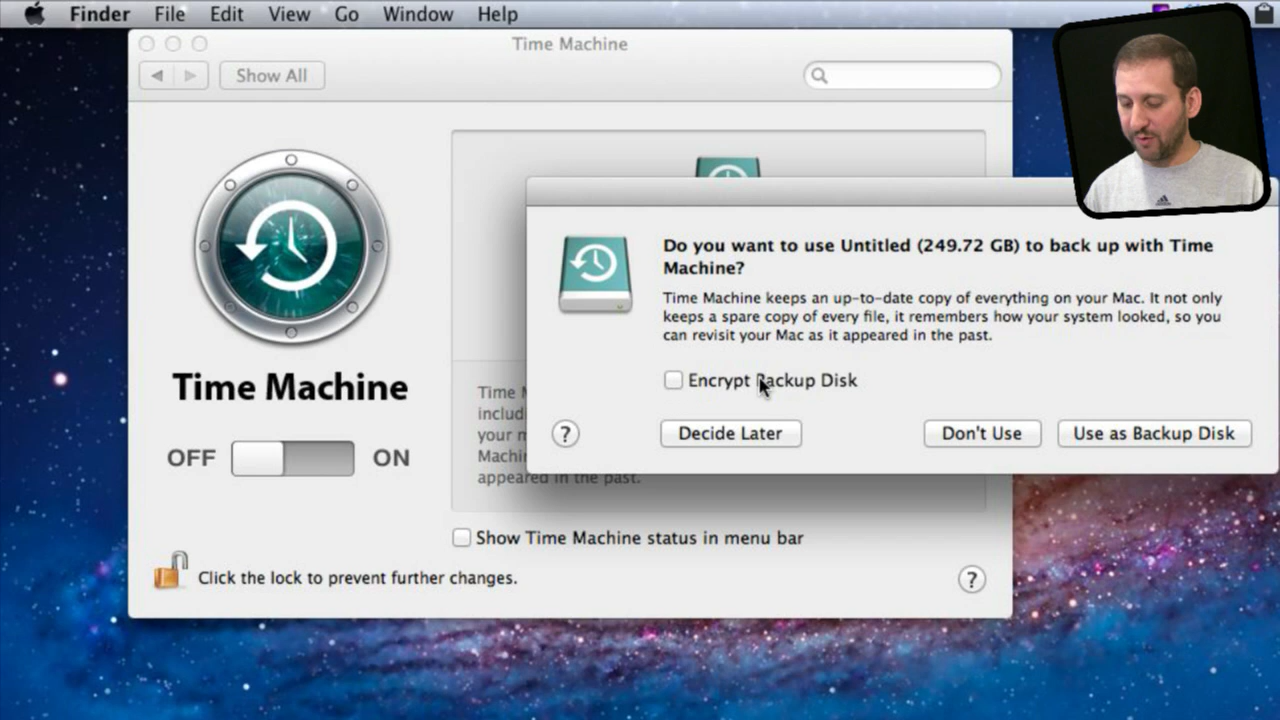 Finder File Edit View Go Window Help
Time Machine
Show All
Do you want to use Untitled (249.72 GB) to back up with Time
Machine?
Time Machine keeps an up-to-date copy of everything on your Mac. It not only
keeps a spare copy of every file, it remembers how your system looked, so you
can revisit your Mac as it appeared in the past.
Encrypt Backup Disk
? Decide Later Don't Use Use as Backup Disk
Time Machine
OFF ON
Time
includ
your
Machi
appeared in the past.
Show Time Machine status in menu bar
Click the lock to prevent further changes. ?